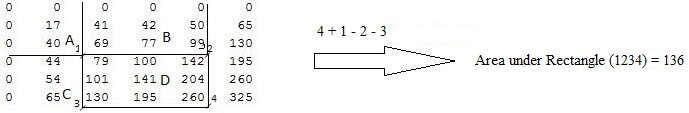 0 0 0 0 0 0
0 17 41 42 50 65
0 40 A 1 69 77 B 99 2 130
0 44 79 100 142 195
0 54 101 141 D 204 260
0 65 C 3 130 195 260 4 325
4 + 1 - 2 - 3
Area under Rectangle (1234) = 136